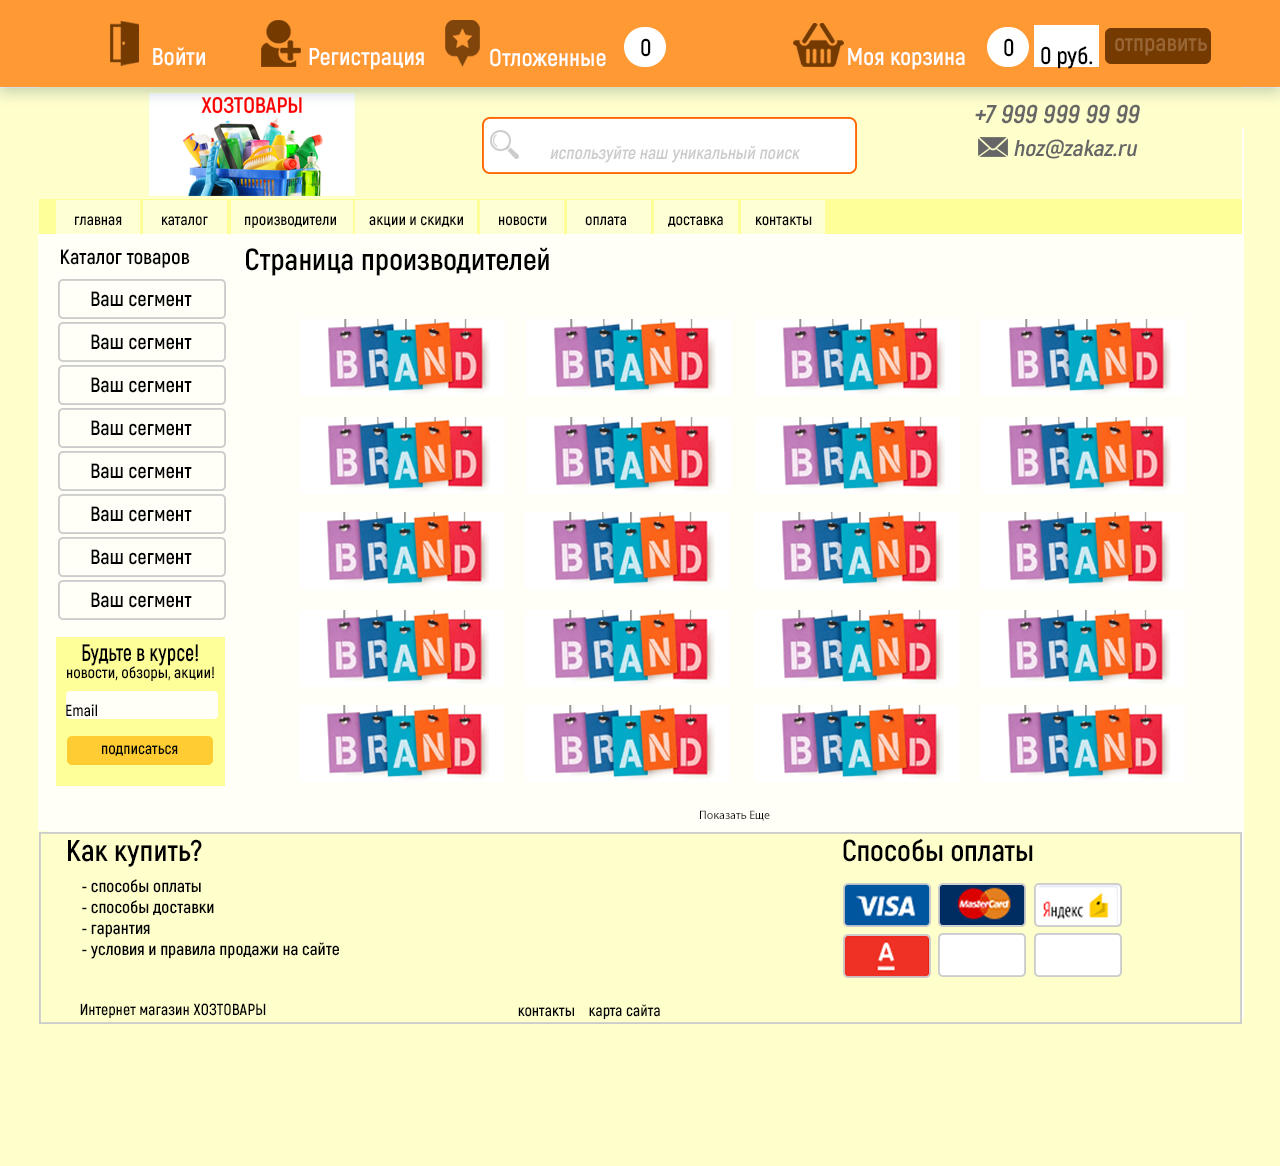 Войти Регистрация Отложенные 0 Моя корзина 0 0 руб. отправить
ХОЗТОВАРЫ
используйте наш уникальный поиск
+7 999 999 99 99
hoz@zakaz.ru
главная каталог производители акции и скидки новости оплата доставка контакты
Каталог товаров
Ваш сегмент
Ваш сегмент
Ваш сегмент
Ваш сегмент
Ваш сегмент
Ваш сегмент
Ваш сегмент
Ваш сегмент
Будьте в курсе!
новости, обзоры, акции!
Email
подписаться
Страница производителей
BRAND BRAND BRAND BRAND
BRAND BRAND BRAND BRAND
BRAND BRAND BRAND BRAND
BRAND BRAND BRAND BRAND
BRAND BRAND BRAND BRAND
Показать Еще
Как купить?
- способы оплаты
- способы доставки
- гарантия
- условия и правила продажи на сайте
Способы оплаты
VISA MasterCard Яндекс
А
Интернет магазин ХОЗТОВАРЫ контакты карта сайта